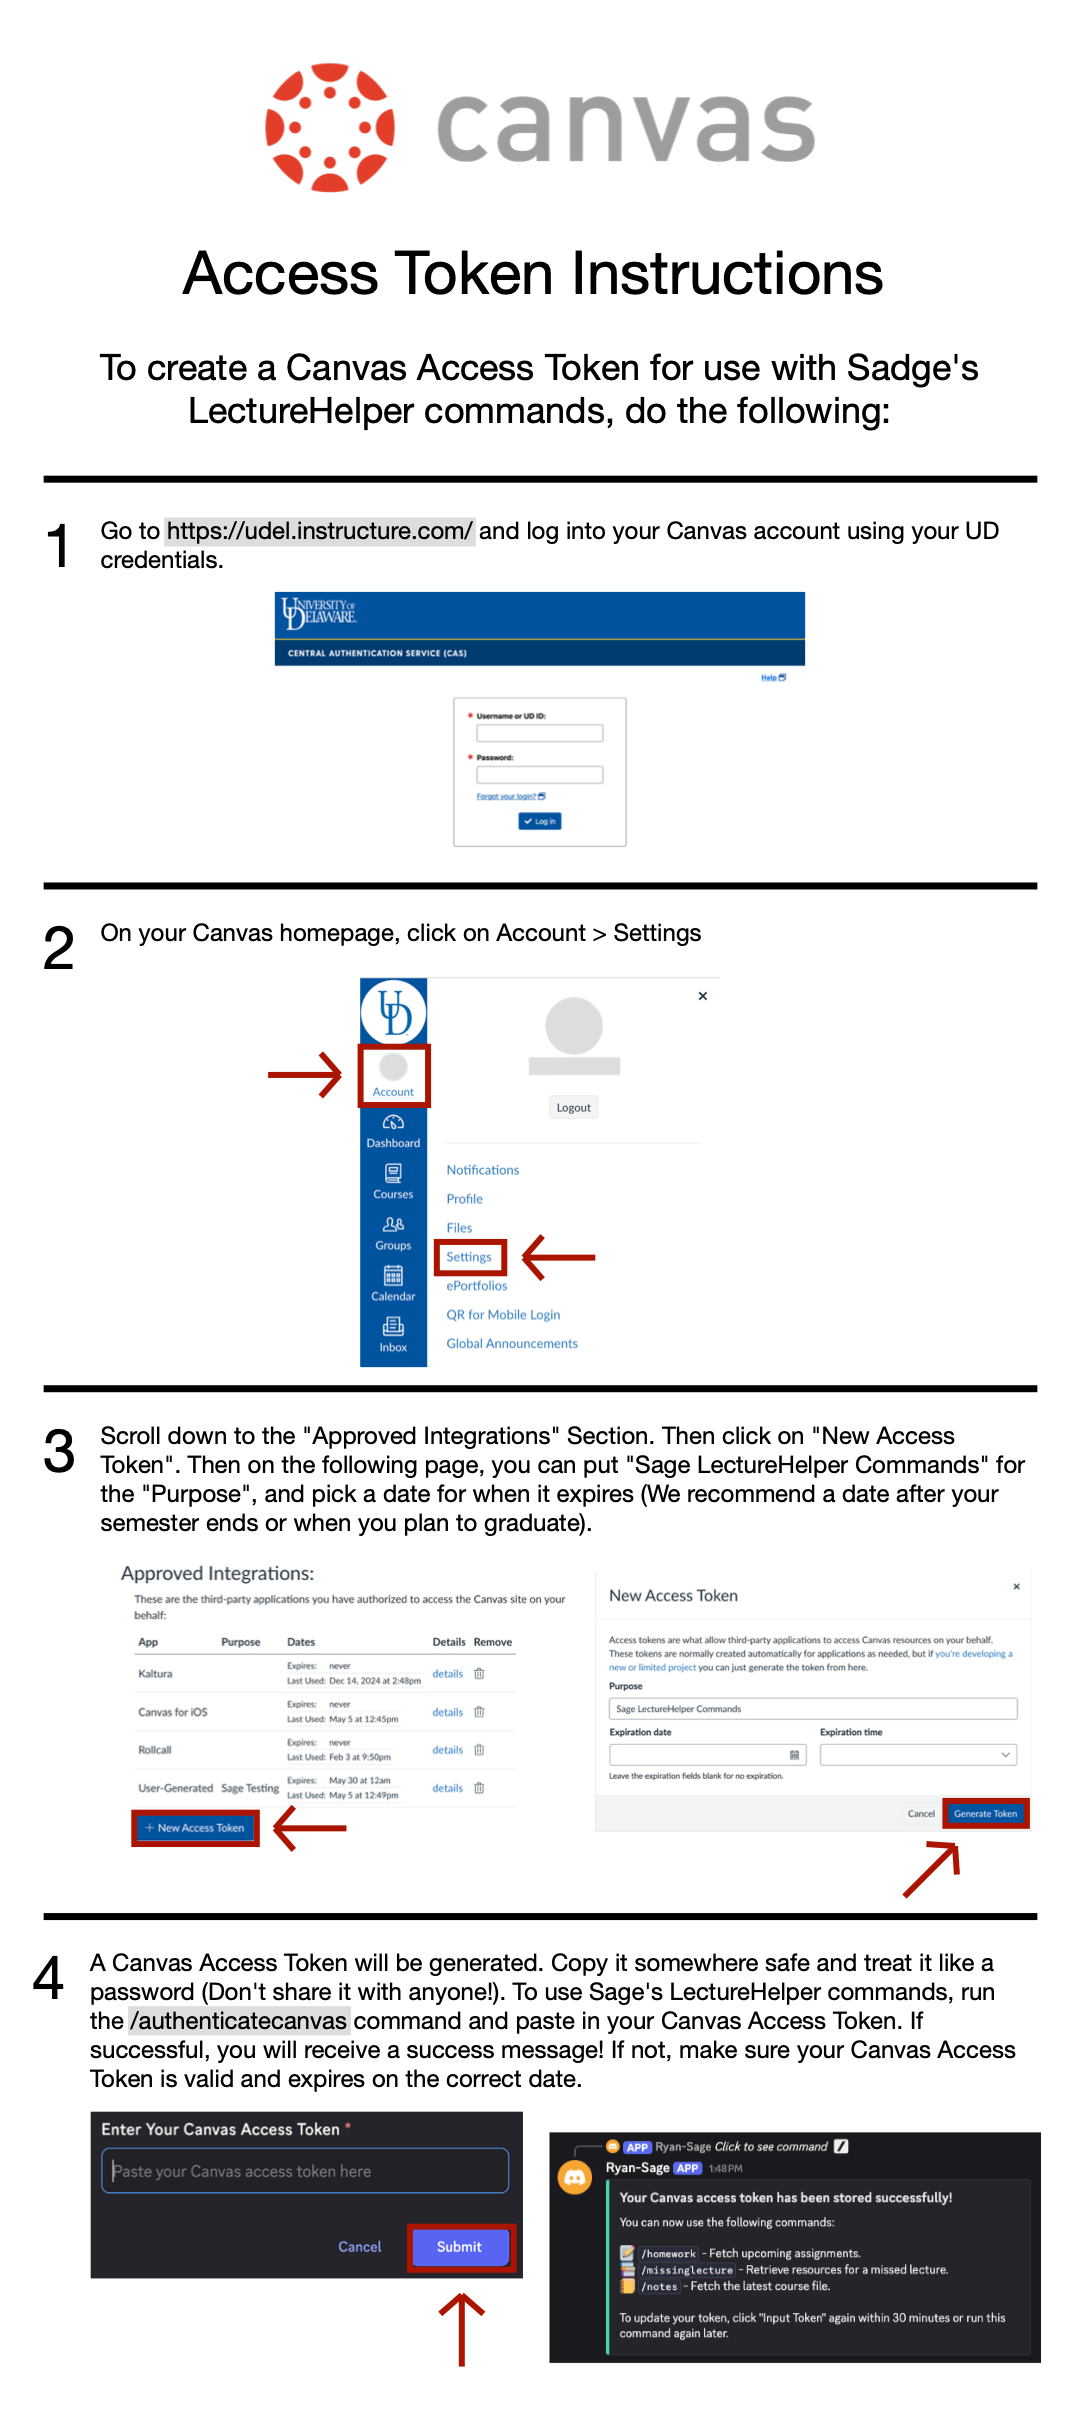 canvas
Access Token Instructions
To create a Canvas Access Token for use with Sadge's
LectureHelper commands, do the following:
1
Go to https://udel.instructure.com/ and log into your Canvas account using your UD
credentials.
UNIVERSITY OF
DELAWARE.
CENTRAL AUTHENTICATION SERVICE (CAS)
Help
* Username or UD ID:
* Password:
Forgot your login?
Log in
2
On your Canvas homepage, click on Account > Settings
UD
Account
Dashboard
Courses
Groups
Calendar
Inbox
×
Logout
Notifications
Profile
Files
Settings
ePortfolios
QR for Mobile Login
Global Announcements
3
Scroll down to the "Approved Integrations" Section. Then click on "New Access
Token". Then on the following page, you can put "Sage LectureHelper Commands" for
the "Purpose", and pick a date for when it expires (We recommend a date after your
semester ends or when you plan to graduate).
Approved Integrations:
These are the third-party applications you have authorized to access the Canvas site on your
behalf:
App Purpose Dates Details Remove
Kaltura Expires: never
Last Used: Dec 14, 2024 at 2:48pm details
Canvas for iOS Expires: never
Last Used: May 5 at 12:45pm details
Rollcall Expires: never
Last Used: Feb 3 at 9:50pm details
User-Generated Sage Testing Expires: May 30 at 12am
Last Used: May 5 at 12:49pm details
+ New Access Token
New Access Token
×
Access tokens are what allow third-party applications to access Canvas resources on your behalf.
These tokens are normally created automatically for applications as needed, but if you're developing a
new or limited project you can just generate the token from here.
Purpose
Sage LectureHelper Commands
Expiration date Expiration time
Leave the expiration fields blank for no expiration.
Cancel Generate Token
4
A Canvas Access Token will be generated. Copy it somewhere safe and treat it like a
password (Don't share it with anyone!). To use Sage's LectureHelper commands, run
the /authenticatecanvas command and paste in your Canvas Access Token. If
successful, you will receive a success message! If not, make sure your Canvas Access
Token is valid and expires on the correct date.
Enter Your Canvas Access Token *
Paste your Canvas access token here
Cancel Submit
APP Ryan-Sage Click to see command
Ryan-Sage APP 1:48 PM
Your Canvas access token has been stored successfully!
You can now use the following commands:
/homework - Fetch upcoming assignments.
/missinglecture - Retrieve resources for a missed lecture.
/notes - Fetch the latest course file.
To update your token, click "Input Token" again within 30 minutes or run this
command again later.